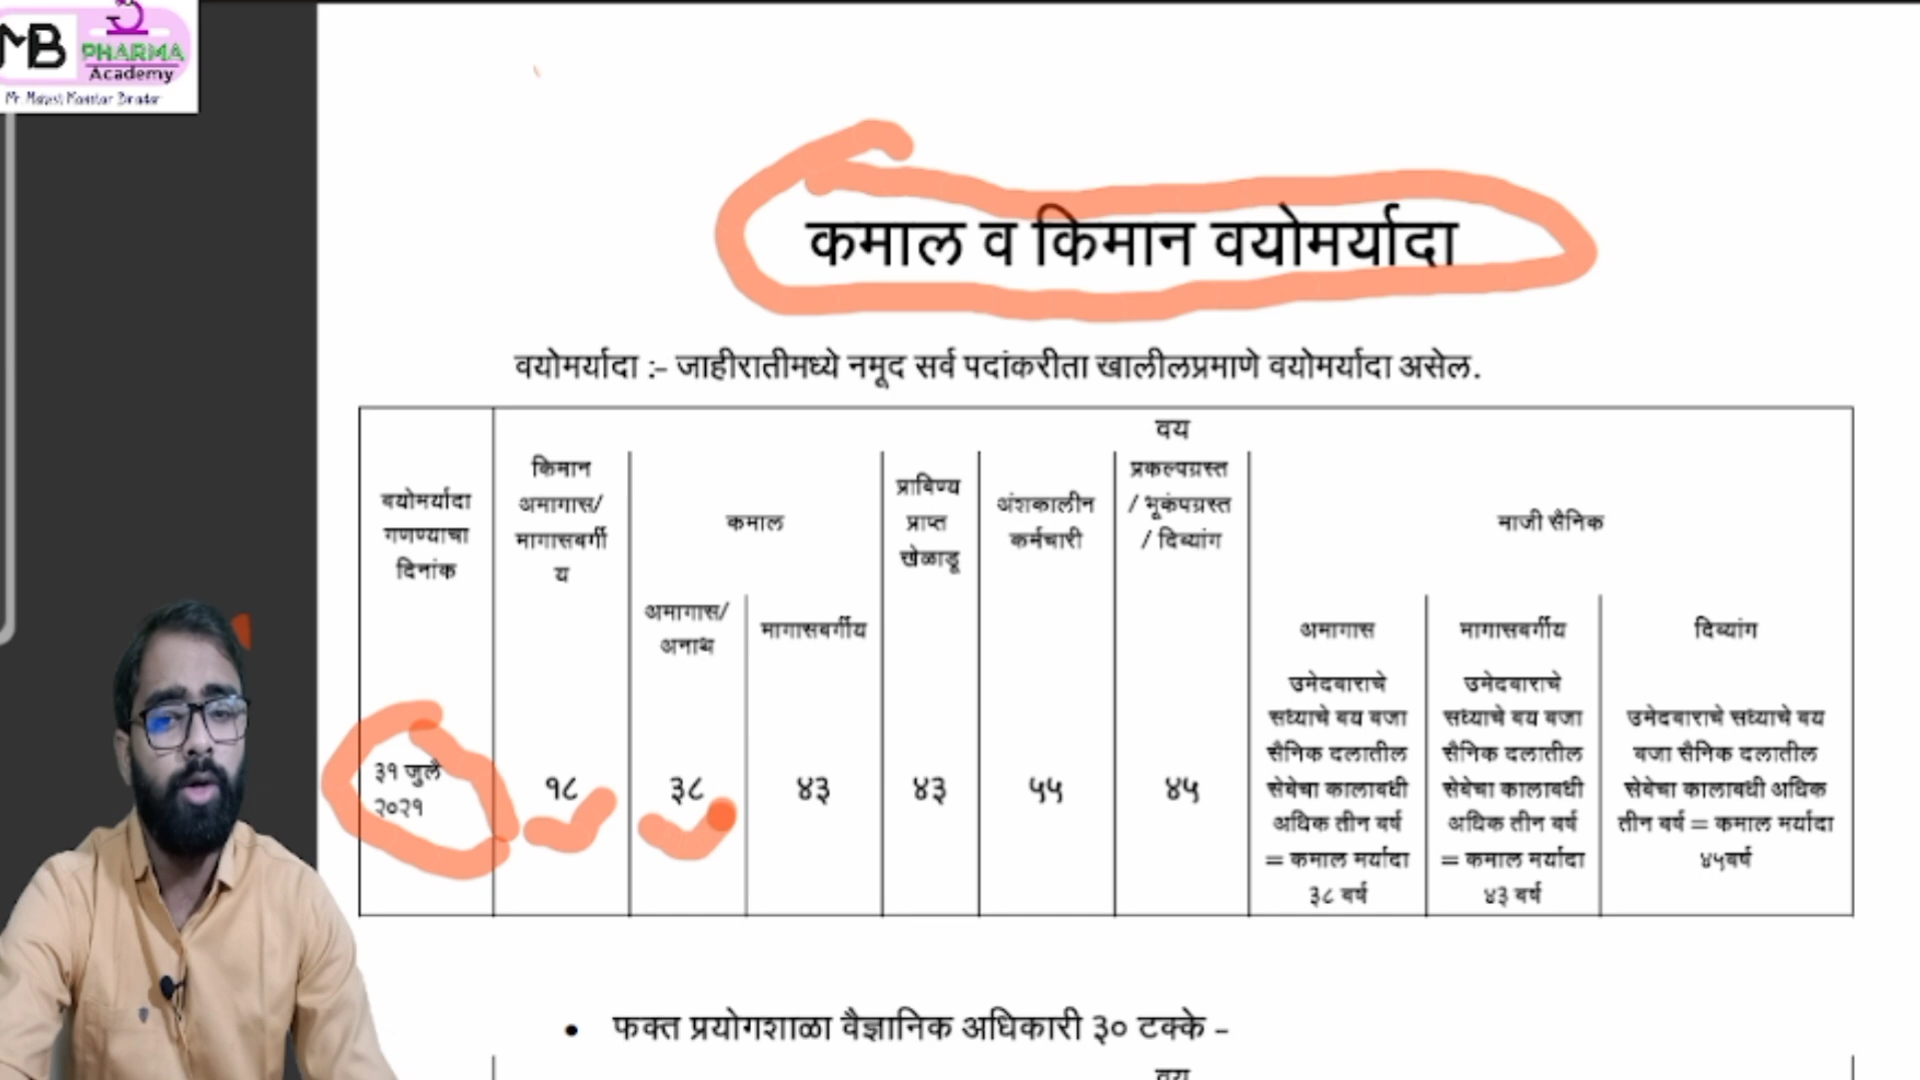 MB
PHARMA
Academy
कमाल व किमान वयोमर्यादा
वयोमर्यादा :- जाहीरातीमध्ये नमूद सर्व पदांकरीता खालीलप्रमाणे वयोमर्यादा असेल.
वय
वयोमर्यादा
गणण्याचा
दिनांक
किमान
अमागास/
मागासवर्गी
य
कमाल
प्राविण्य
प्राप्त
खेळाडू
अंशकालीन
कर्मचारी
प्रकल्पग्रस्त
/ भूकंपग्रस्त
/ दिव्यांग
माजी सैनिक
अमागास/
अनाथ
मागासवर्गीय
अमागास
मागासवर्गीय
दिव्यांग
३१ जुलै
२०२१
१८
३८
४३
४३
५५
४५
उमेदवाराचे
सध्याचे वय वजा
सैनिक दलातील
सेवेचा कालावधी
अधिक तीन वर्ष
= कमाल मर्यादा
३८ वर्ष
उमेदवाराचे
सध्याचे वय वजा
सैनिक दलातील
सेवेचा कालावधी
अधिक तीन वर्ष
= कमाल मर्यादा
४३ वर्ष
उमेदवाराचे सध्याचे वय
वजा सैनिक दलातील
सेवेचा कालावधी अधिक
तीन वर्ष = कमाल मर्यादा
४५वर्ष
• फक्त प्रयोगशाळा वैज्ञानिक अधिकारी ३० टक्के -
वय